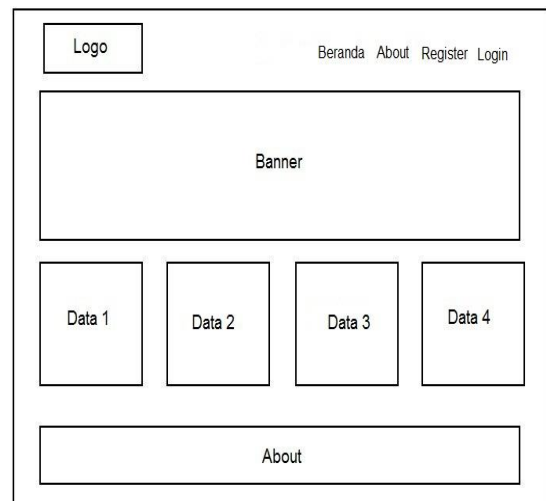 Logo
Beranda About Register Login
Banner
Data 1 Data 2 Data 3 Data 4
About